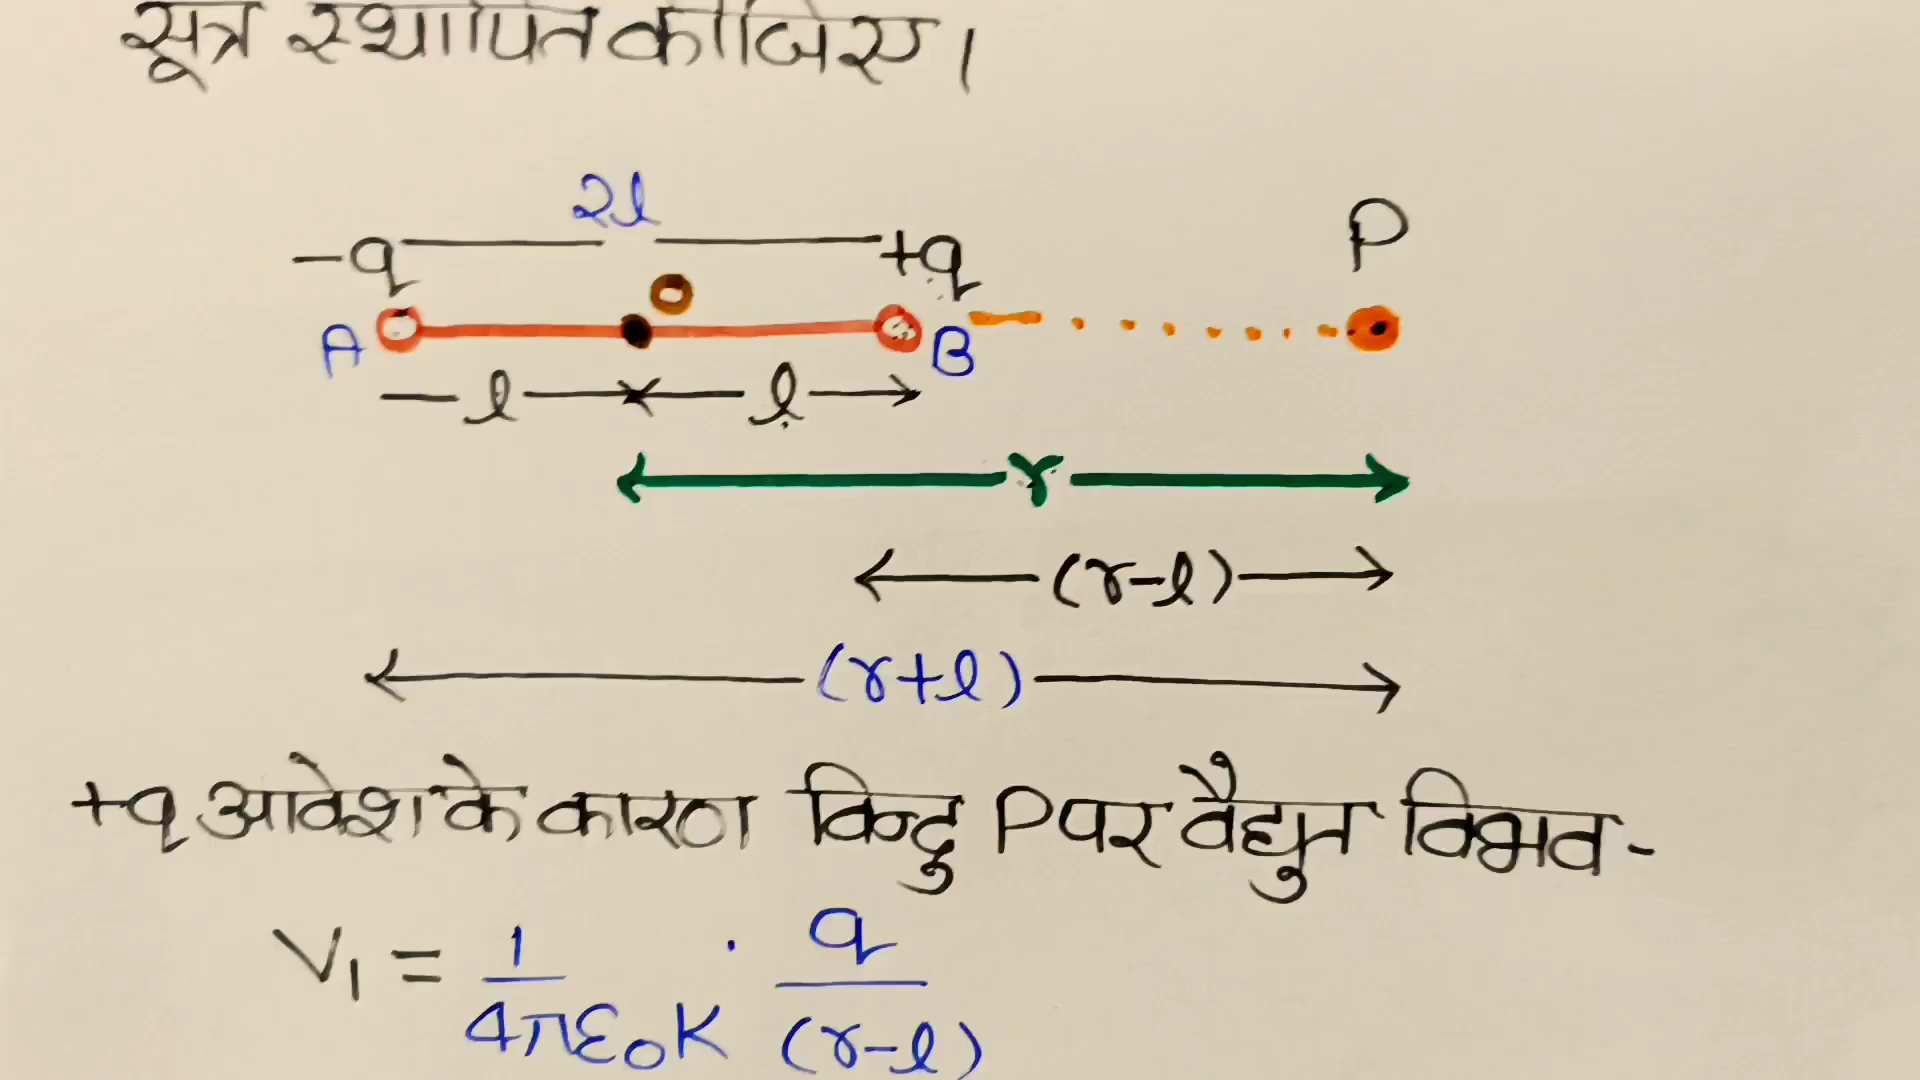 सूत्र स्थापित कीजिए।
2l
-q +q P
O
A B
l l
r
(r-l)
(r+l)
+q आवेश के कारण बिन्दु P पर वैद्युत विभव -
V₁ = 1/4πε₀K · q/(r-l)